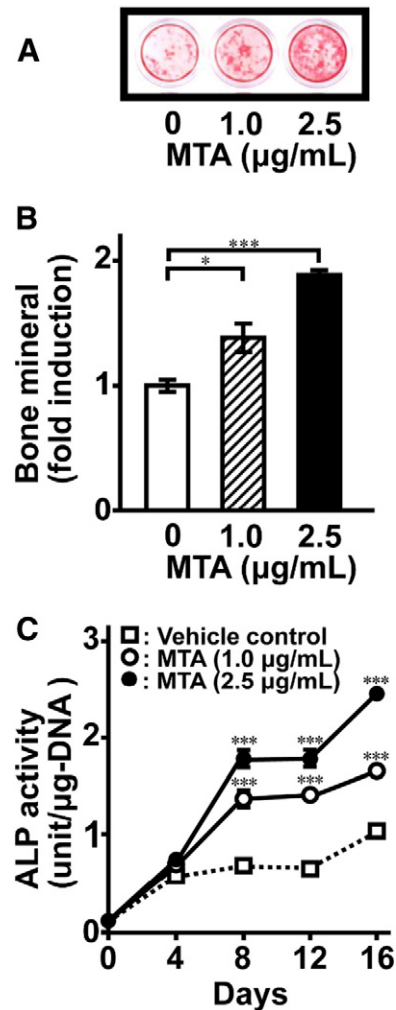 A
0 1.0 2.5
MTA (µg/mL)
B
Bone mineral
(fold induction)
2
1
0
***
*
0 1.0 2.5
MTA (µg/mL)
C
ALP activity
(unit/µg-DNA)
3
2
1
0
: Vehicle control
: MTA (1.0 µg/mL)
: MTA (2.5 µg/mL)
***
*** ***
***
*** ***
0 4 8 12 16
Days